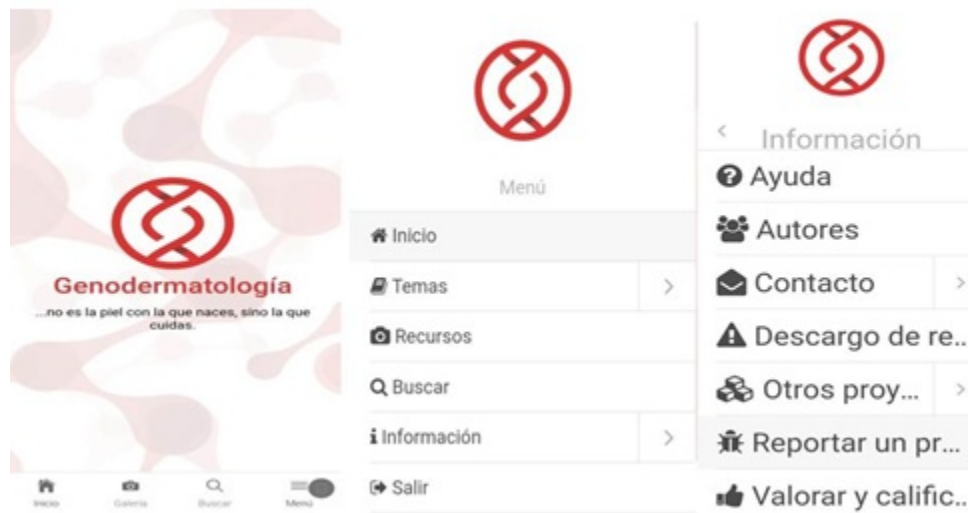 Genodermatología
...no es la piel con la que naces, sino la que
cuidas.
Inicio
Galería
Buscar
Menú
Menú
Inicio
Temas
Recursos
Buscar
Información
Salir
Información
Ayuda
Autores
Contacto
Descargo de re..
Otros proy...
Reportar un pr...
Valorar y calific..